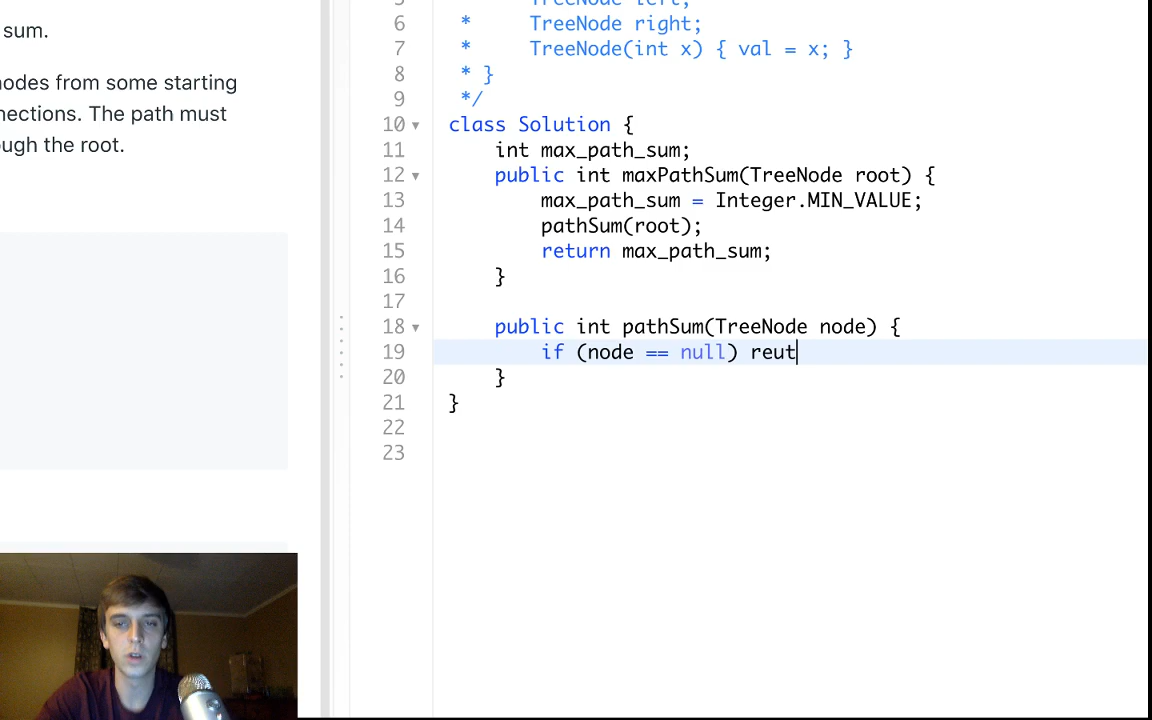 sum.
nodes from some starting
nections. The path must
ugh the root.
5 TreeNode left;
6 * TreeNode right;
7 * TreeNode(int x) { val = x; }
8 * }
9 */
10 class Solution {
11 int max_path_sum;
12 public int maxPathSum(TreeNode root) {
13 max_path_sum = Integer.MIN_VALUE;
14 pathSum(root);
15 return max_path_sum;
16 }
17
18 public int pathSum(TreeNode node) {
19 if (node == null) reut
20 }
21 }
22
23